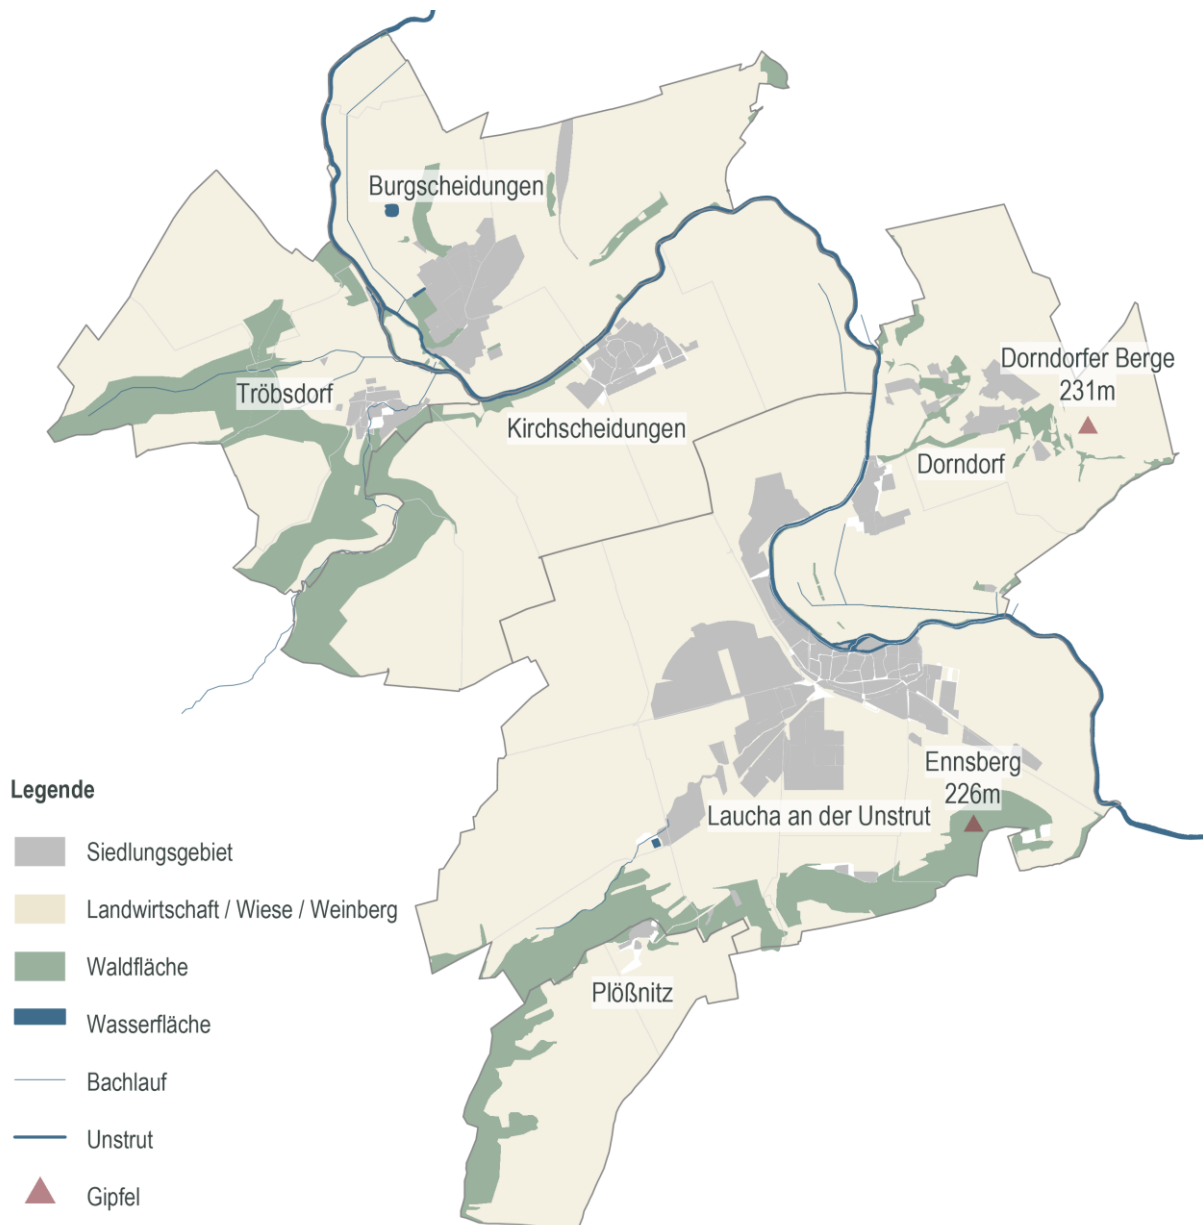 Burgscheidungen
Tröbsdorf
Kirchscheidungen
Dorndorfer Berge
231m
Dorndorf
Ennsberg
226m
Laucha an der Unstrut
Plößnitz
Legende
Siedlungsgebiet
Landwirtschaft / Wiese / Weinberg
Waldfläche
Wasserfläche
Bachlauf
Unstrut
Gipfel